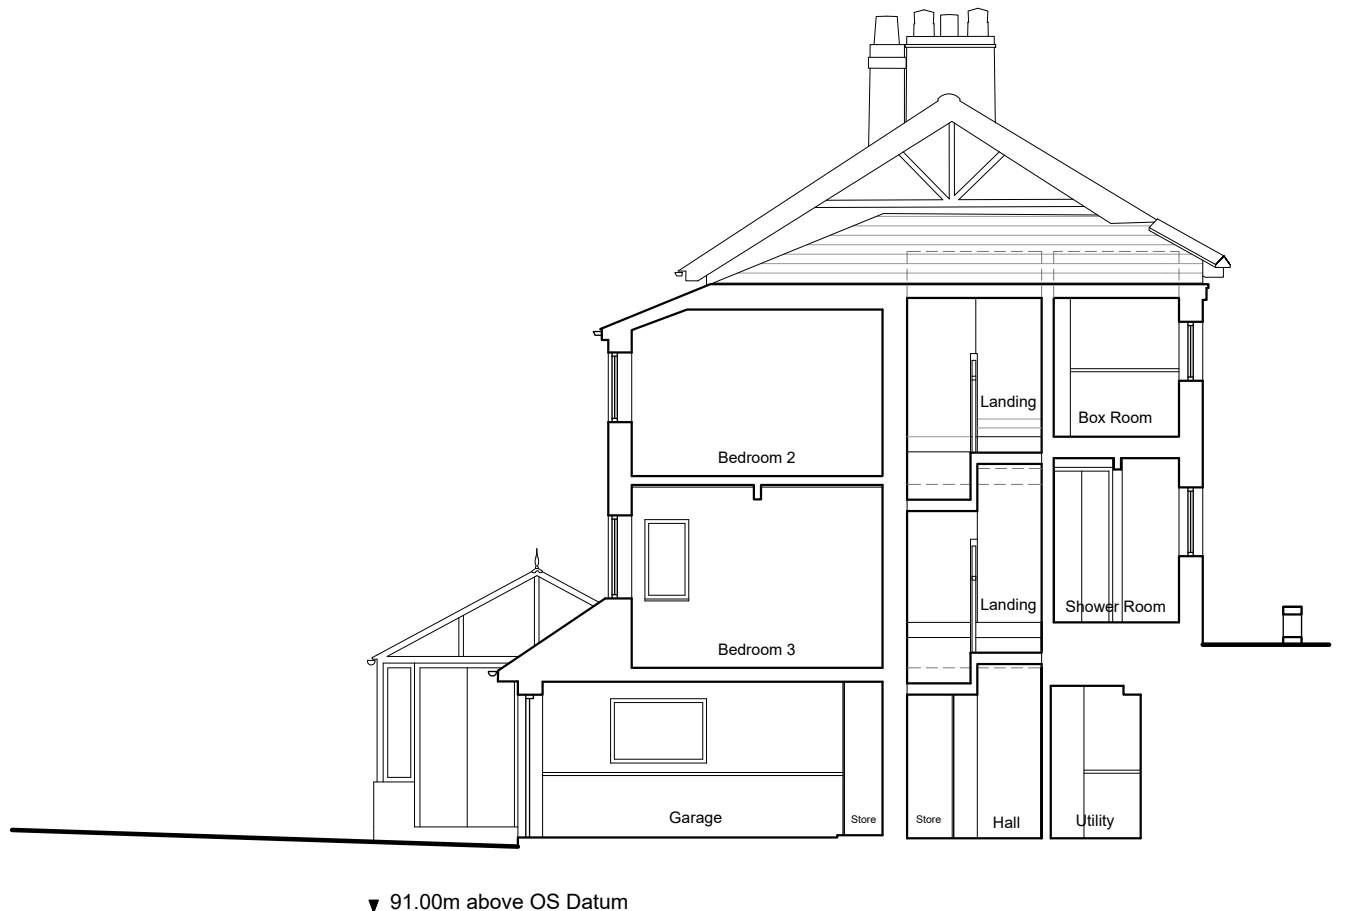 Landing
Box Room
Bedroom 2
Landing
Shower Room
Bedroom 3
Garage
Store
Store
Hall
Utility
91.00m above OS Datum